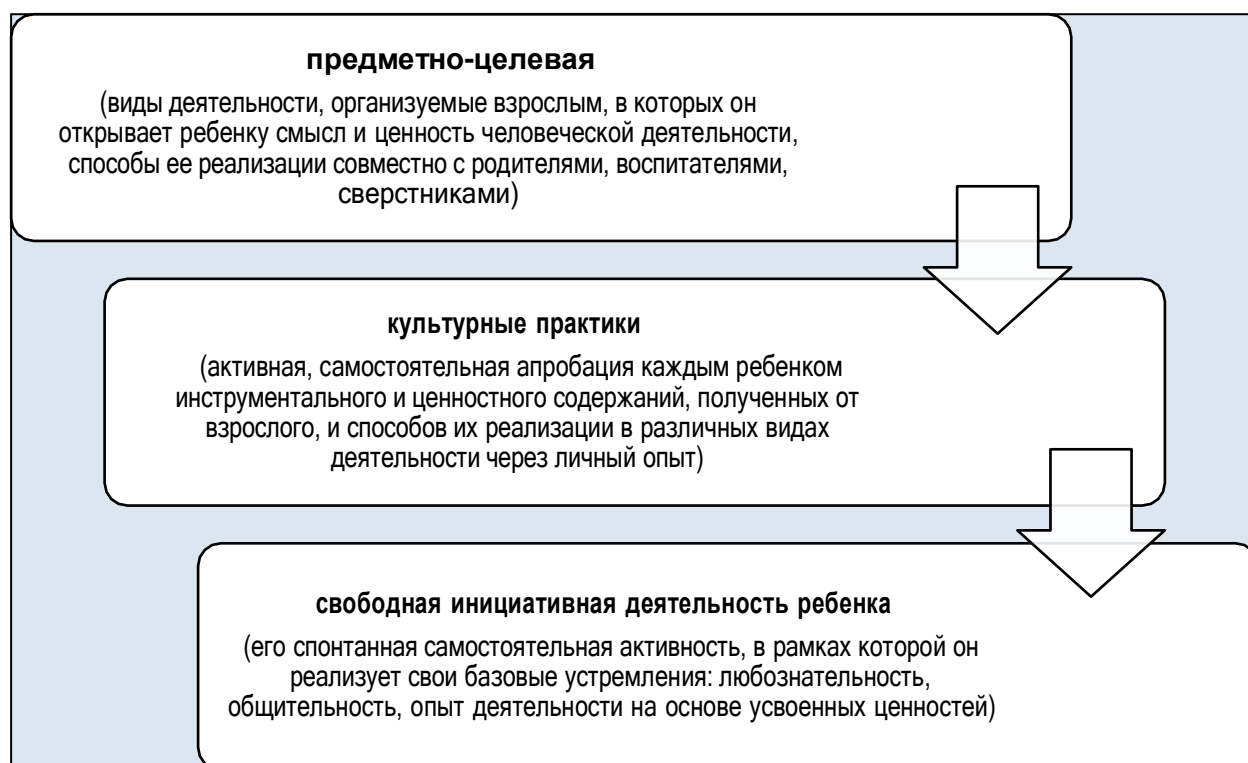 предметно-целевая
(виды деятельности, организуемые взрослым, в которых он
открывает ребенку смысл и ценность человеческой деятельности,
способы ее реализации совместно с родителями, воспитателями,
сверстниками)
культурные практики
(активная, самостоятельная апробация каждым ребенком
инструментального и ценностного содержаний, полученных от
взрослого, и способов их реализации в различных видах
деятельности через личный опыт)
свободная инициативная деятельность ребенка
(его спонтанная самостоятельная активность, в рамках которой он
реализует свои базовые устремления: любознательность,
общительность, опыт деятельности на основе усвоенных ценностей)